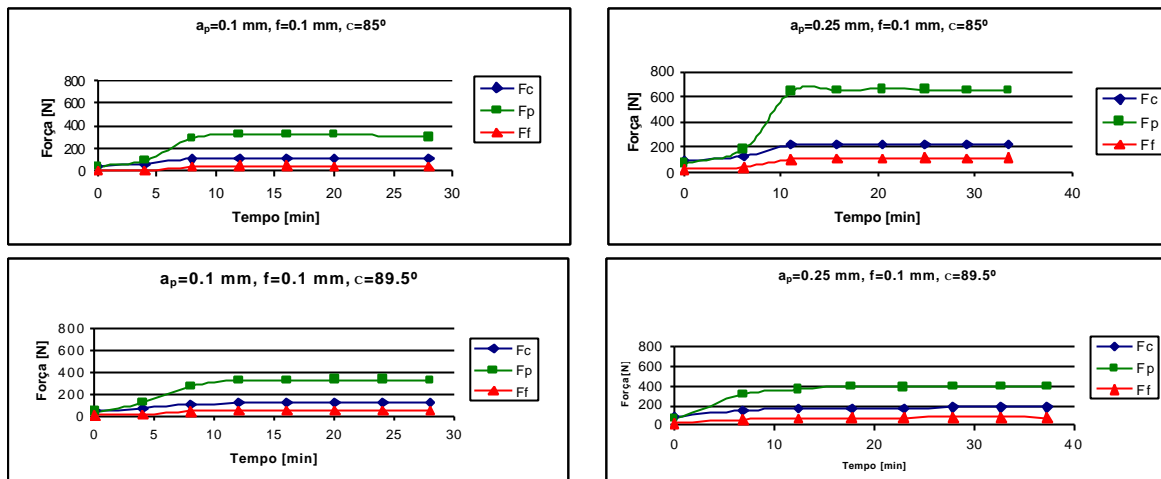 aₚ=0.1 mm, f=0.1 mm, c=85º
800
600
400
200
0
Força [N]
0 5 10 15 20 25 30
Tempo [min]
Fc
Fp
Ff
aₚ=0.25 mm, f=0.1 mm, c=85º
800
600
400
200
0
Força [N]
0 10 20 30 40
Tempo [min]
Fc
Fp
Ff
aₚ=0.1 mm, f=0.1 mm, c=89.5º
800
600
400
200
0
Força [N]
0 5 10 15 20 25 30
Tempo [min]
Fc
Fp
Ff
aₚ=0.25 mm, f=0.1 mm, c=89.5º
800
600
400
200
0
Força [N]
0 10 20 30 40
Tempo [min]
Fc
Fp
Ff